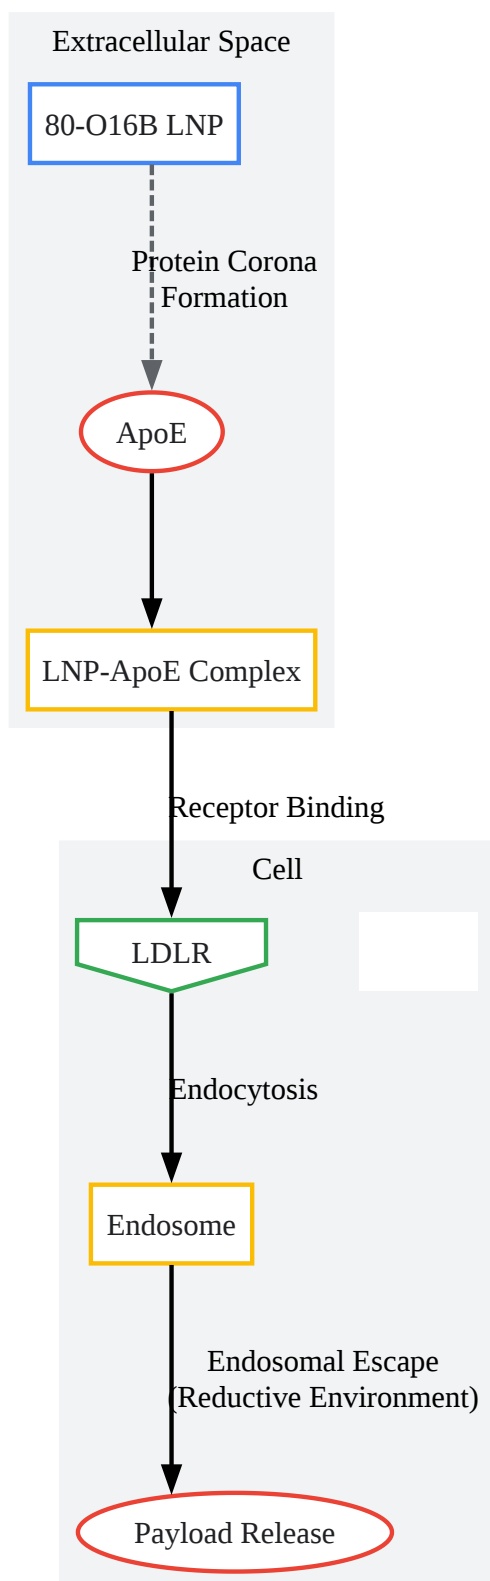 Extracellular Space
80-O16B LNP
Protein Corona
Formation
ApoE
LNP-ApoE Complex
Receptor Binding
Cell
LDLR
Endocytosis
Endosome
Endosomal Escape
(Reductive Environment)
Payload Release